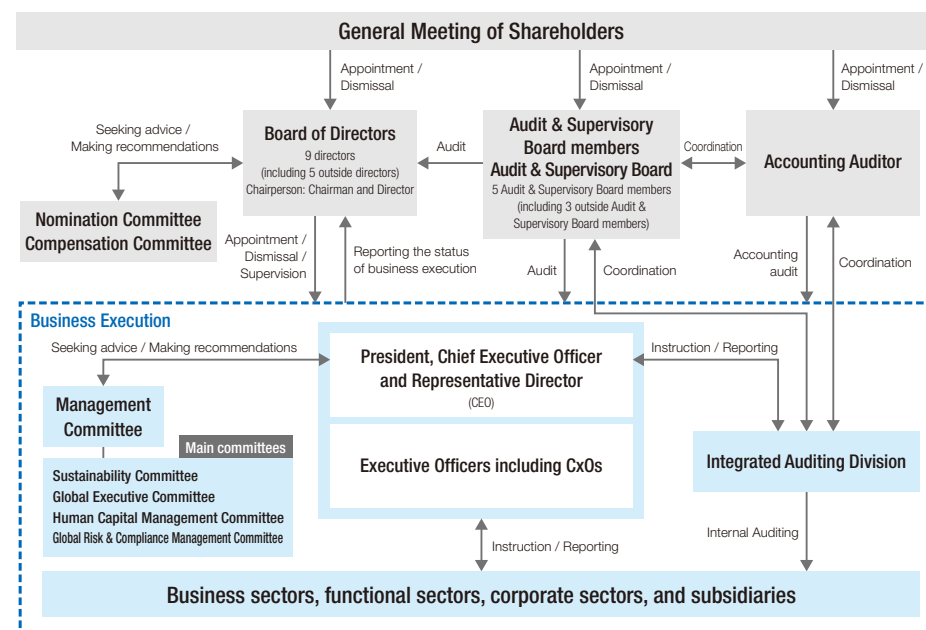 General Meeting of Shareholders
Appointment /
Dismissal
Appointment /
Dismissal
Appointment /
Dismissal
Seeking advice /
Making recommendations
Board of Directors
9 directors
(including 5 outside directors)
Chairperson: Chairman and Director
Audit
Audit & Supervisory
Board members
Audit & Supervisory Board
5 Audit & Supervisory Board members
(including 3 outside Audit &
Supervisory Board members)
Coordination
Accounting Auditor
Nomination Committee
Compensation Committee
Appointment /
Dismissal /
Supervision
Reporting the status
of business execution
Audit
Coordination
Accounting
audit
Coordination
Business Execution
Seeking advice / Making recommendations
President, Chief Executive Officer
and Representative Director
(CEO)
Instruction / Reporting
Management
Committee
Main committees
Sustainability Committee
Global Executive Committee
Human Capital Management Committee
Global Risk & Compliance Management Committee
Executive Officers including CxOs
Integrated Auditing Division
Instruction / Reporting
Internal Auditing
Business sectors, functional sectors, corporate sectors, and subsidiaries